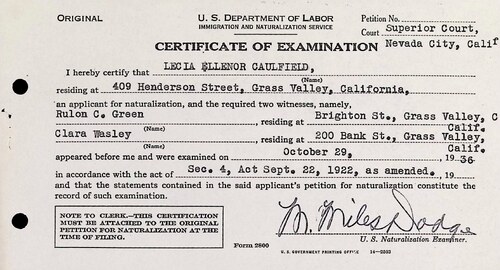 ORIGINAL
U. S. DEPARTMENT OF LABOR
IMMIGRATION AND NATURALIZATION SERVICE
Petition No.
Court Superior Court,
CERTIFICATE OF EXAMINATION Nevada City, Calif
I hereby certify that LECIA ELLENOR CAULFIELD,
(Name)
residing at 409 Henderson Street, Grass Valley, California,
an applicant for naturalization, and the required two witnesses, namely,
Rulon C. Green, residing at Brighton St., Grass Valley, C
(Name) Calif.
Clara Wasley, residing at 200 Bank St., Grass Valley,
(Name) Calif.
appeared before me and were examined on October 29, 1936
in accordance with the act of Sec. 4, Act Sept. 22, 1922, as amended., 19
and that the statements contained in the said applicant's petition for naturalization constitute the
record of such examination.
NOTE TO CLERK.—THIS CERTIFICATION
MUST BE ATTACHED TO THE ORIGINAL
PETITION FOR NATURALIZATION AT THE
TIME OF FILING.
M. Miles Dodge
U. S. Naturalization Examiner.
Form 2800
U. S. GOVERNMENT PRINTING OFFICE